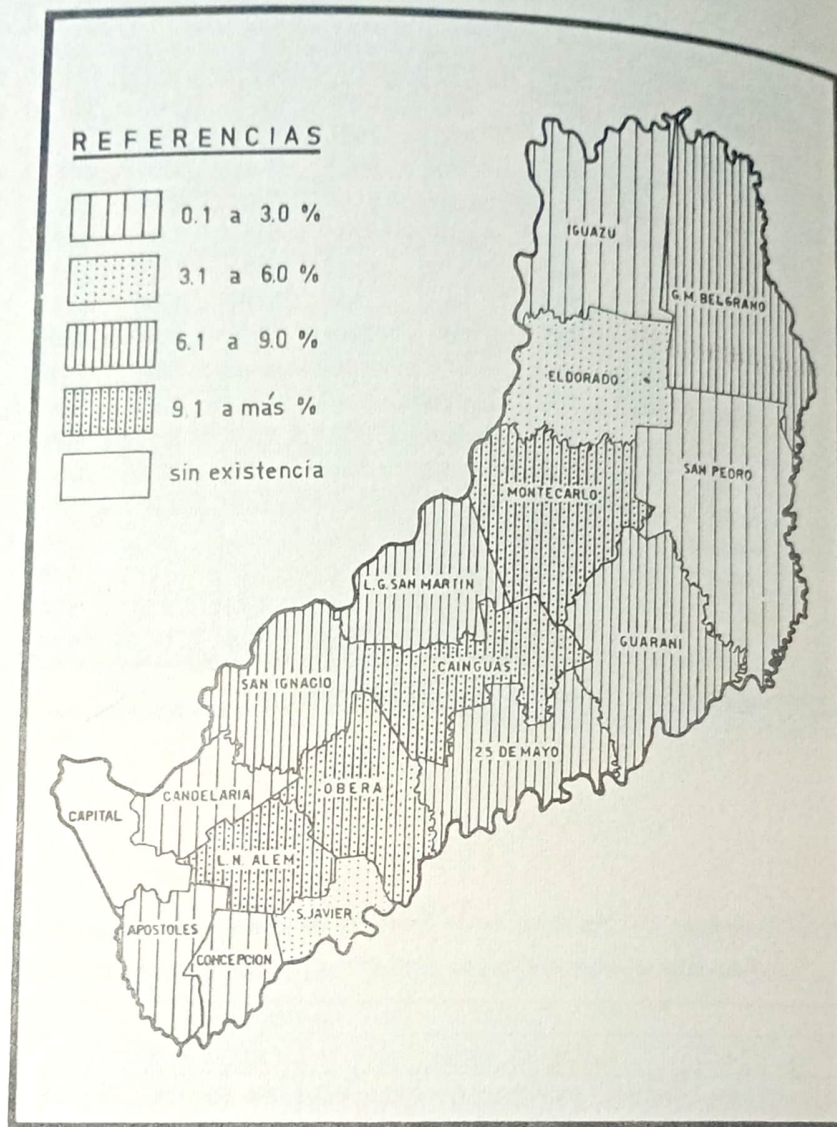 REFERENCIAS
0.1 a 3.0 %
3.1 a 6.0 %
6.1 a 9.0 %
9.1 a más %
sin existencia
IGUAZU
G.M. BELGRANO
ELDORADO
SAN PEDRO
MONTECARLO
L.G. SAN MARTIN
GUARANI
CAINGUAS
SAN IGNACIO
25 DE MAYO
OBERA
CANDELARIA
CAPITAL
L.N. ALEM
S. JAVIER
APOSTOLES
CONCEPCION